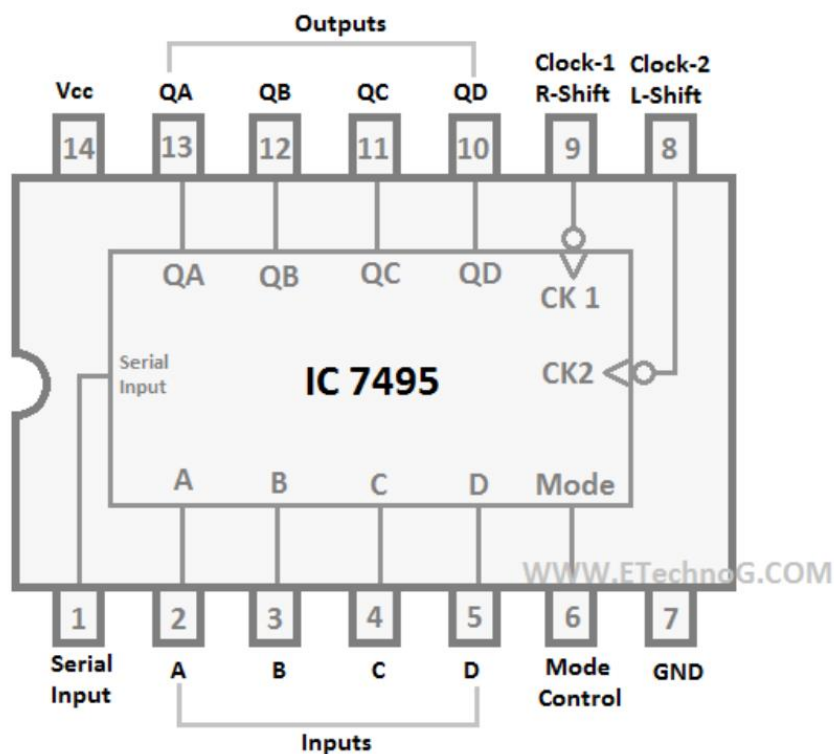 Outputs
Clock-1 Clock-2
Vcc QA QB QC QD R-Shift L-Shift
14 13 12 11 10 9 8
QA QB QC QD
CK 1
Serial
Input
IC 7495
CK2
A B C D Mode
WWW.ETechnoG.COM
1 2 3 4 5 6 7
Serial A B C D Mode GND
Input Control
Inputs